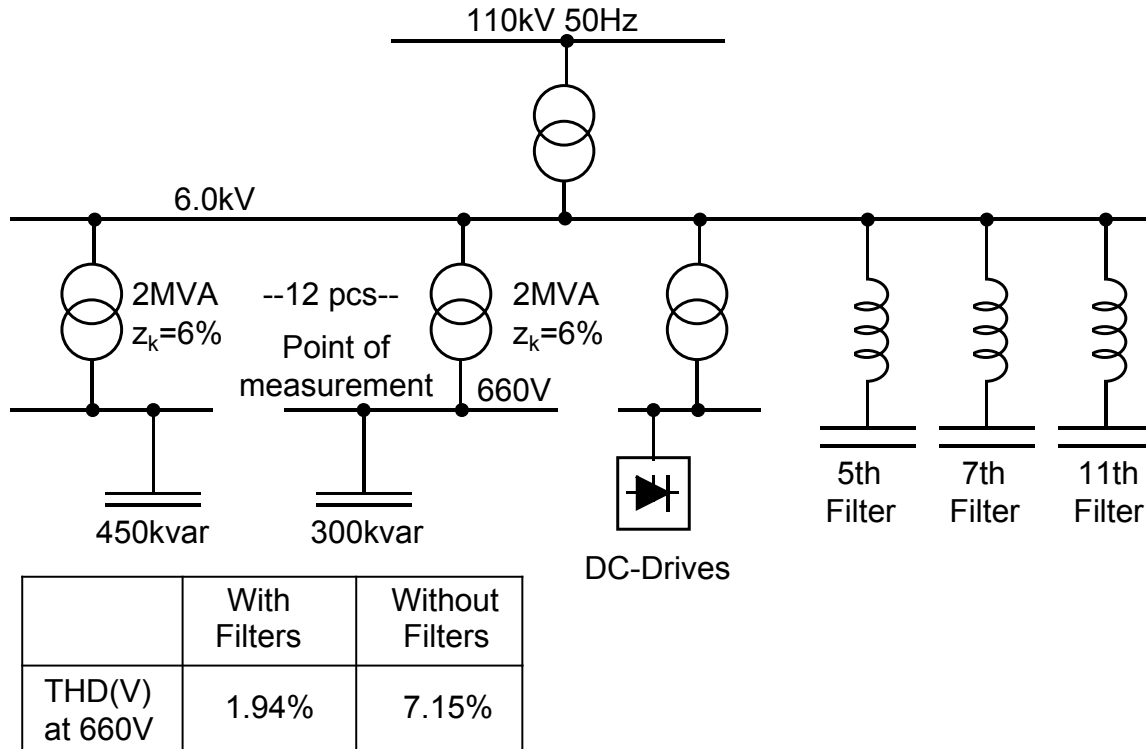 110kV 50Hz
6.0kV
2MVA
z_k=6%
--12 pcs--
Point of
measurement
2MVA
z_k=6%
660V
450kvar
300kvar
DC-Drives
5th
Filter
7th
Filter
11th
Filter
With
Filters
Without
Filters
THD(V)
at 660V
1.94%
7.15%